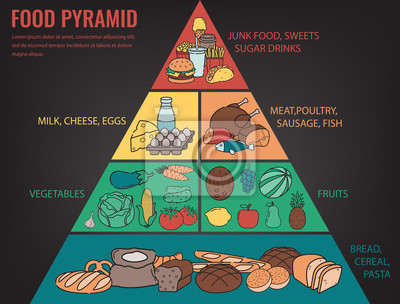 FOOD PYRAMID
Lorem ipsum dolor sit amet, consectetur adipiscing elit,
sed do eiusmod tempor incididunt ut labore et dolore
magna aliqua.
JUNK FOOD, SWEETS
SUGAR DRINKS
MILK, CHEESE, EGGS
MEAT,POULTRY,
SAUSAGE, FISH
VEGETABLES
FRUITS
BREAD,
CEREAL,
PASTA